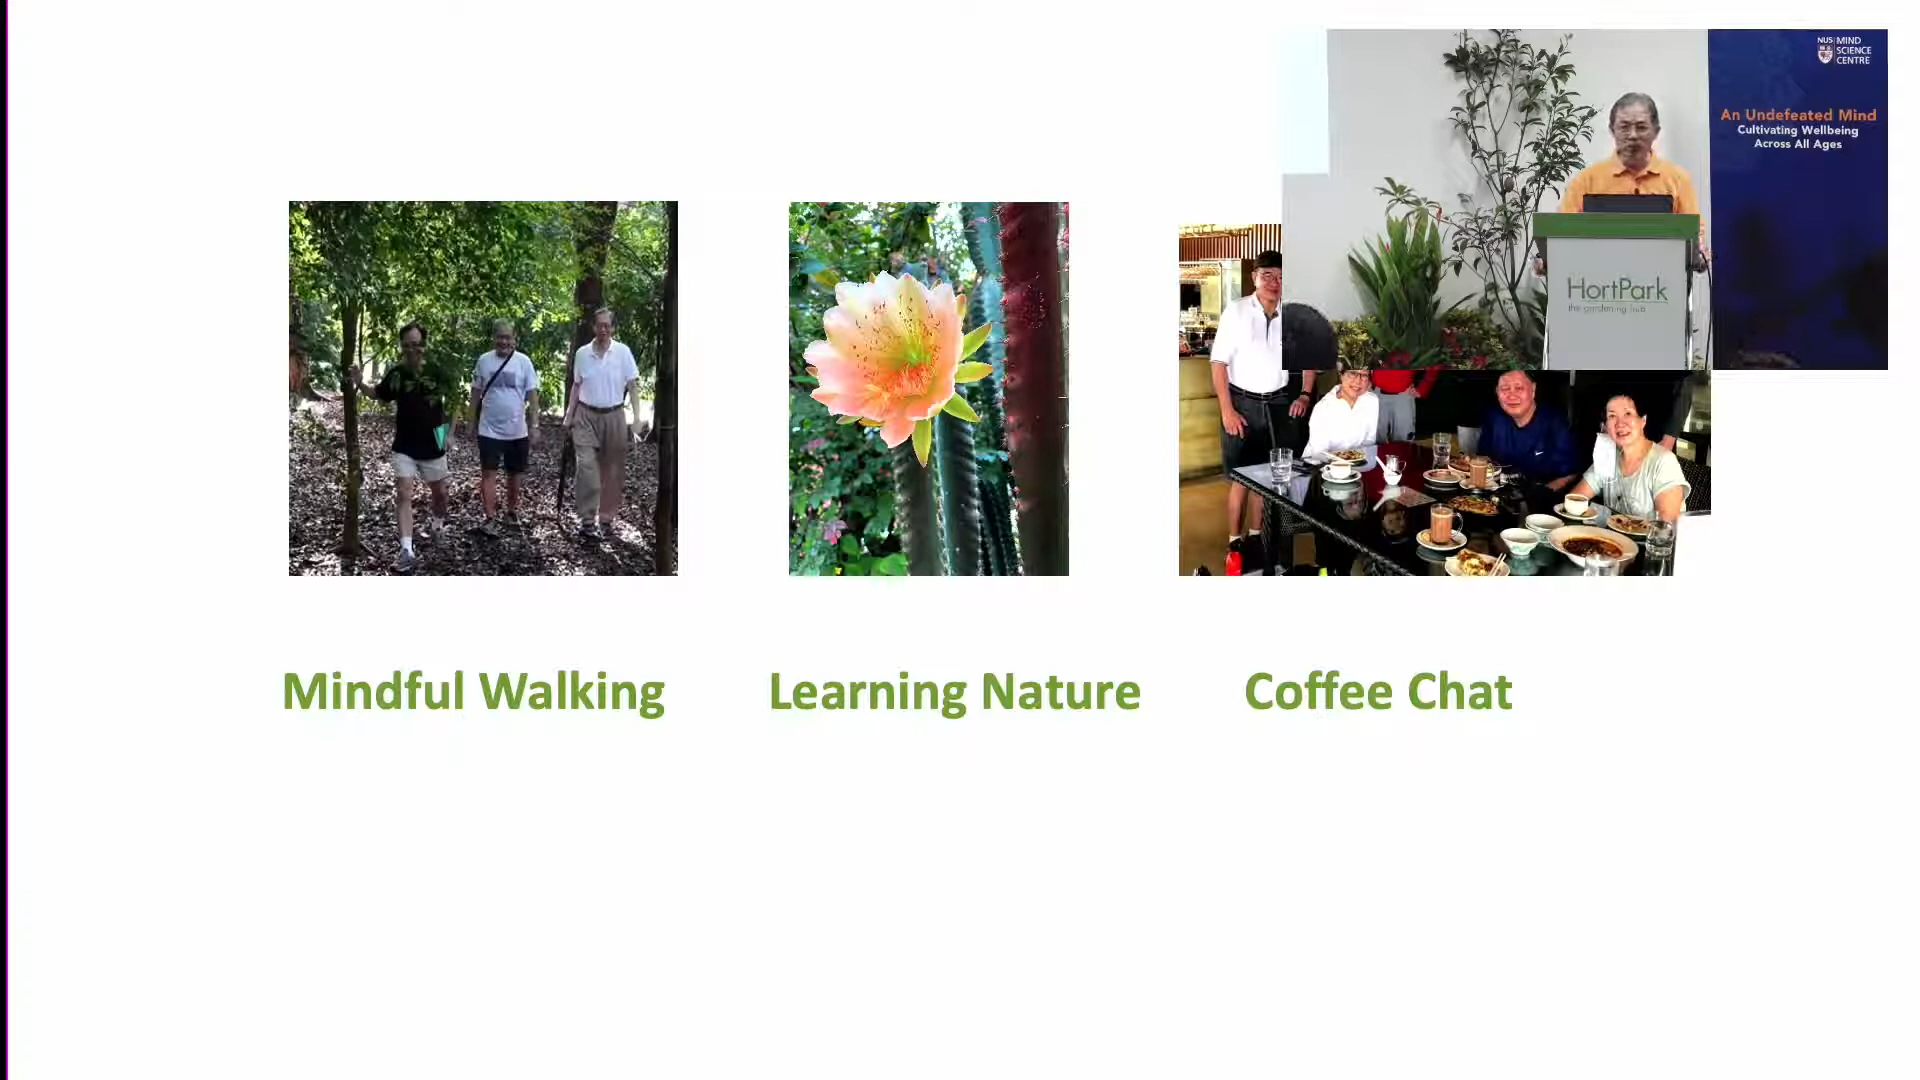 NUS MIND
SCIENCE
CENTRE
An Undefeated Mind
Cultivating Wellbeing
Across All Ages
HortPark
the gardening hub
Mindful Walking
Learning Nature
Coffee Chat